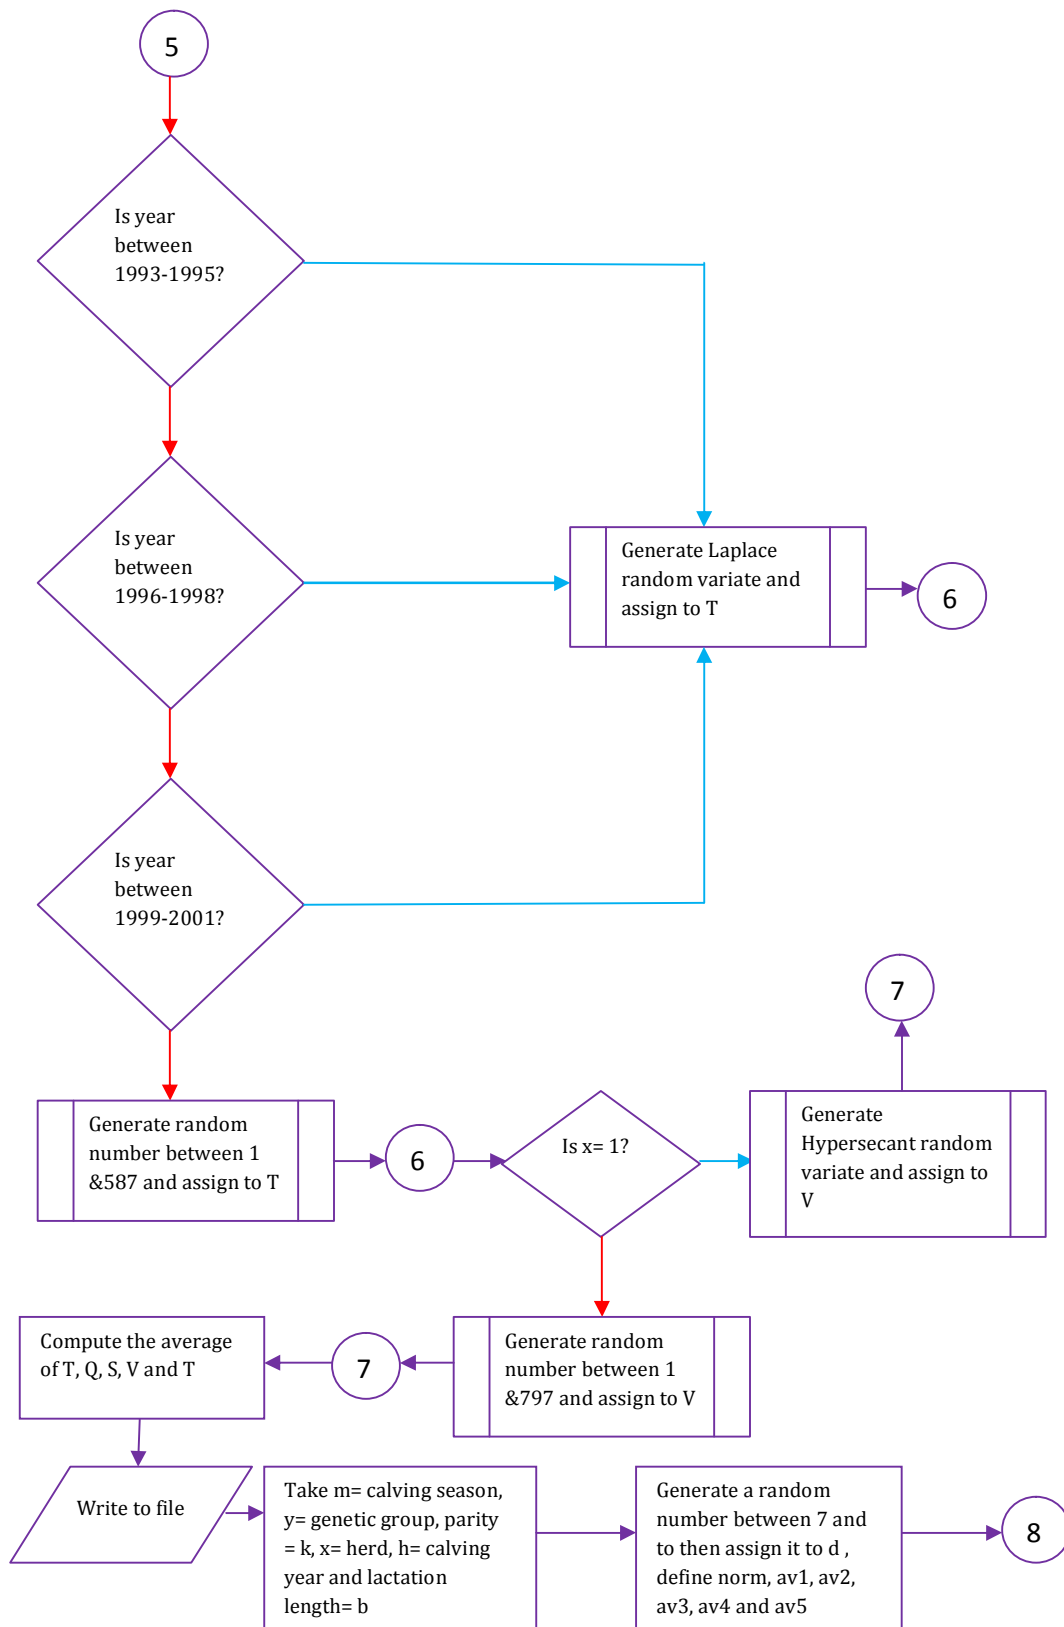 5
Is year
between
1993-1995?
Is year
between
1996-1998?
Generate Laplace
random variate and
assign to T
6
Is year
between
1999-2001?
7
Generate random
number between 1
&587 and assign to T
6
Is x= 1?
Generate
Hypersecant random
variate and assign to
V
Compute the average
of T, Q, S, V and T
7
Generate random
number between 1
&797 and assign to V
Write to file
Take m= calving season,
y= genetic group, parity
= k, x= herd, h= calving
year and lactation
length= b
Generate a random
number between 7 and
to then assign it to d ,
define norm, av1, av2,
av3, av4 and av5
8